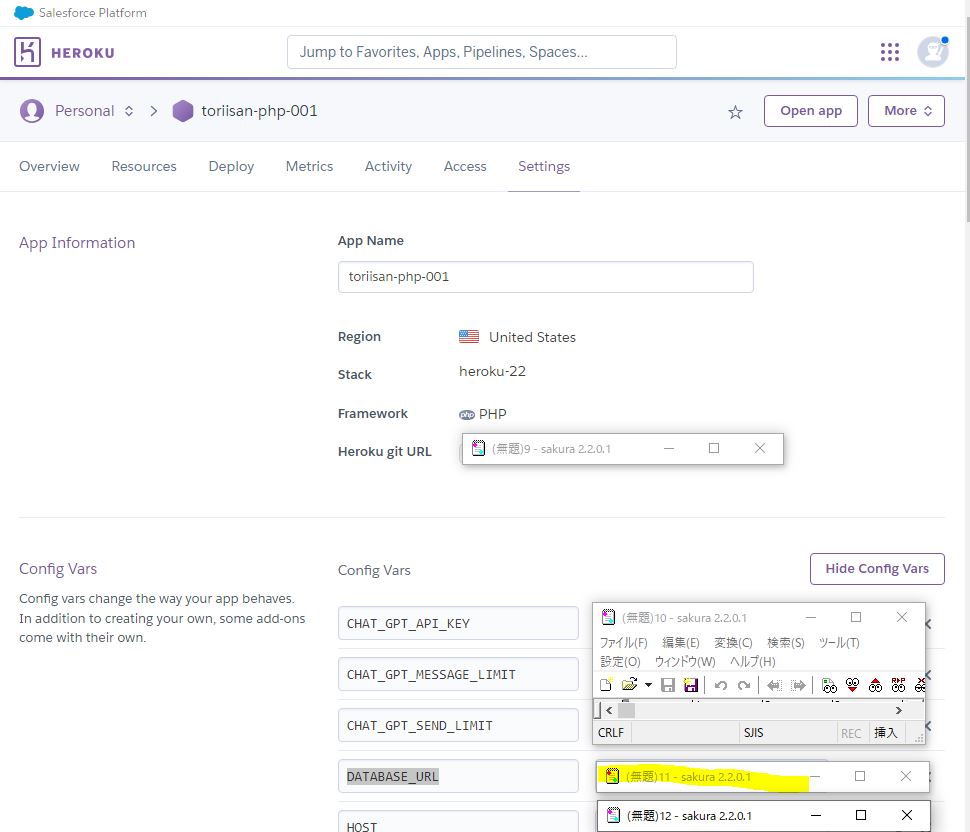 Salesforce Platform
HEROKU
Jump to Favorites, Apps, Pipelines, Spaces...
Personal
toriisan-php-001
Open app
More
Overview
Resources
Deploy
Metrics
Activity
Access
Settings
App Information
App Name
toriisan-php-001
Region
United States
Stack
heroku-22
Framework
php PHP
Heroku git URL
(無題)9 - sakura 2.2.0.1
Config Vars
Config vars change the way your app behaves.
In addition to creating your own, some add-ons
come with their own.
Config Vars
Hide Config Vars
CHAT_GPT_API_KEY
CHAT_GPT_MESSAGE_LIMIT
CHAT_GPT_SEND_LIMIT
DATABASE_URL
HOST
(無題)10 - sakura 2.2.0.1
ファイル(F) 編集(E) 変換(C) 検索(S) ツール(T)
設定(O) ウィンドウ(W) ヘルプ(H)
CRLF SJIS REC 挿入
(無題)11 - sakura 2.2.0.1
(無題)12 - sakura 2.2.0.1